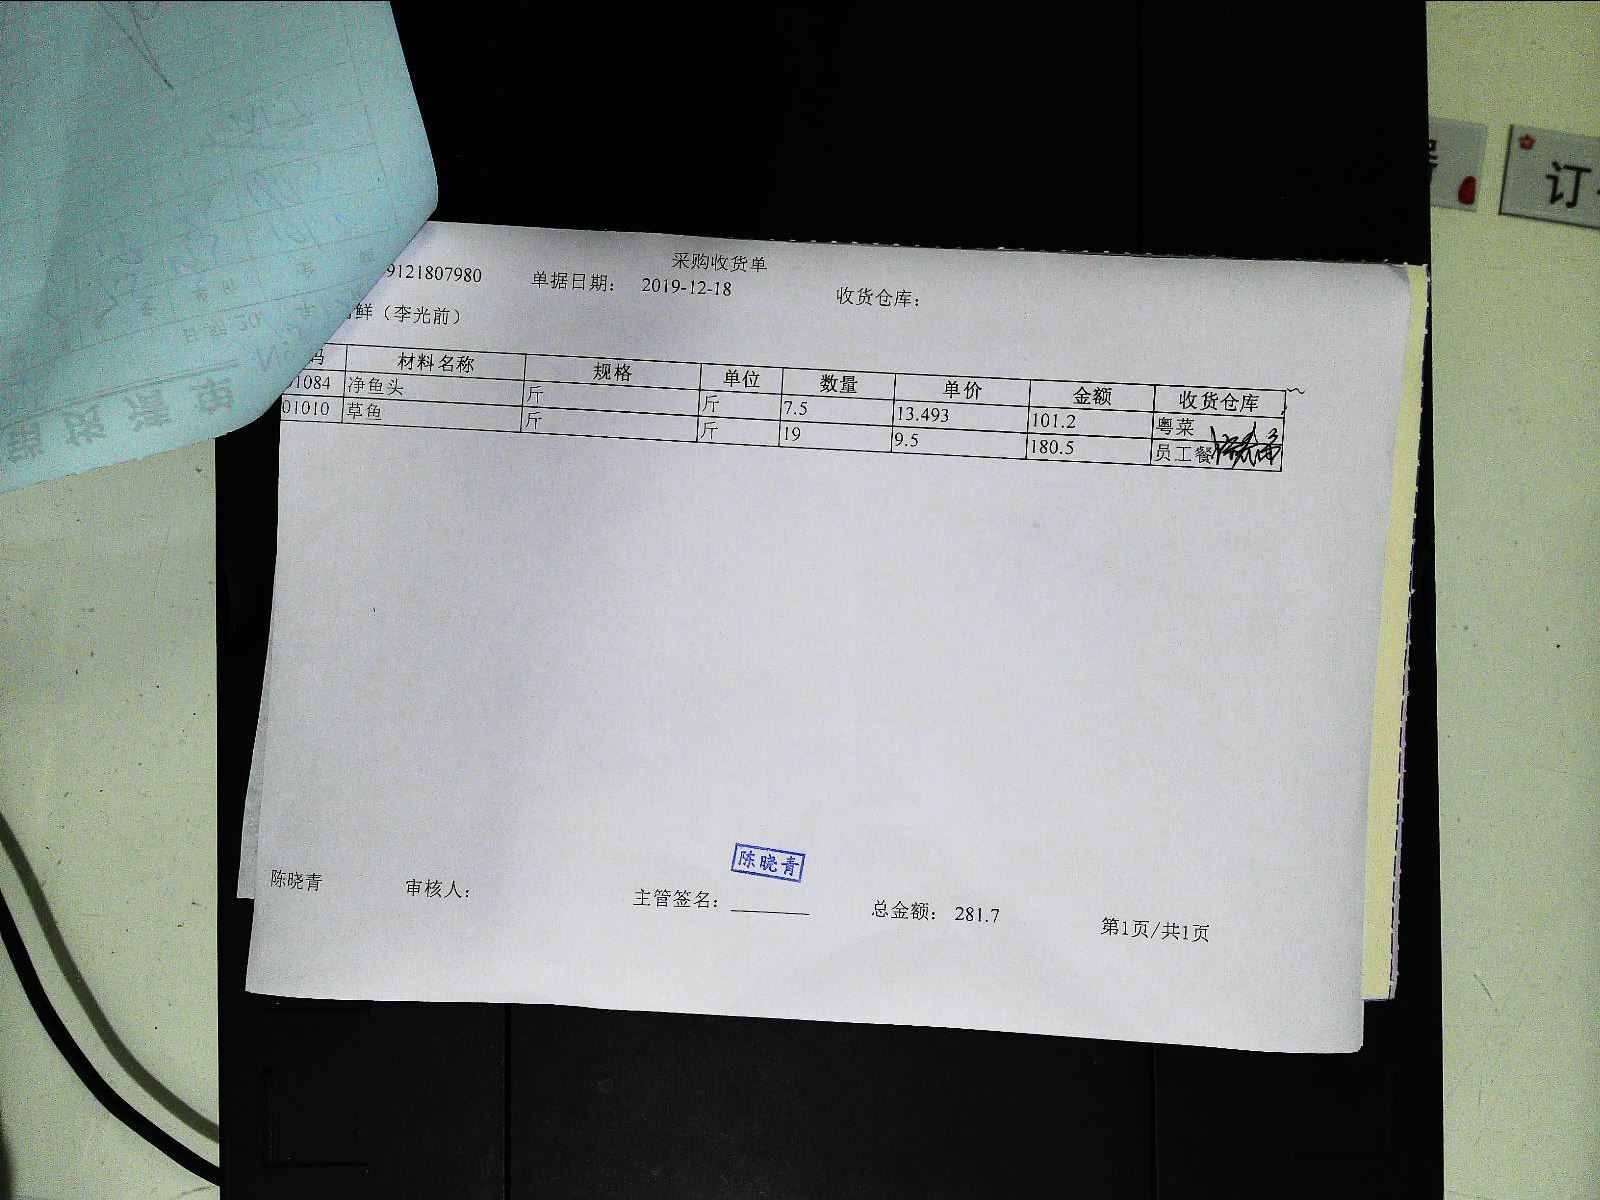 采购收货单
9121807980 单据日期： 2019-12-18 收货仓库：
鲜（李光前）
码 材料名称 规格 单位 数量 单价 金额 收货仓库
01084 净鱼头 斤 斤 7.5 13.493 101.2 粤菜
01010 草鱼 斤 斤 19 9.5 180.5 员工餐
陈晓青
陈晓青 审核人： 主管签名： 总金额： 281.7 第1页/共1页
订